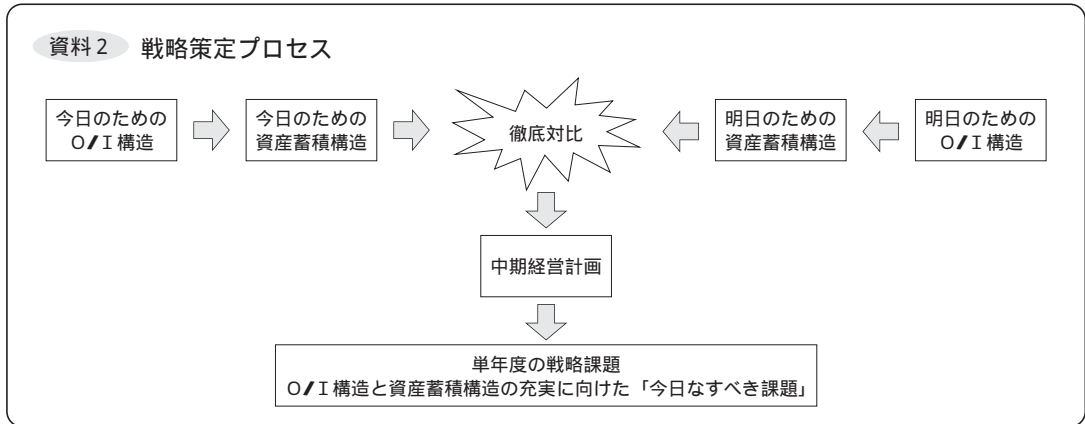 資料2 戦略策定プロセス
今日のための
O/I構造
今日のための
資産蓄積構造
徹底対比
明日のための
資産蓄積構造
明日のための
O/I構造
中期経営計画
単年度の戦略課題
O/I構造と資産蓄積構造の充実に向けた「今日なすべき課題」